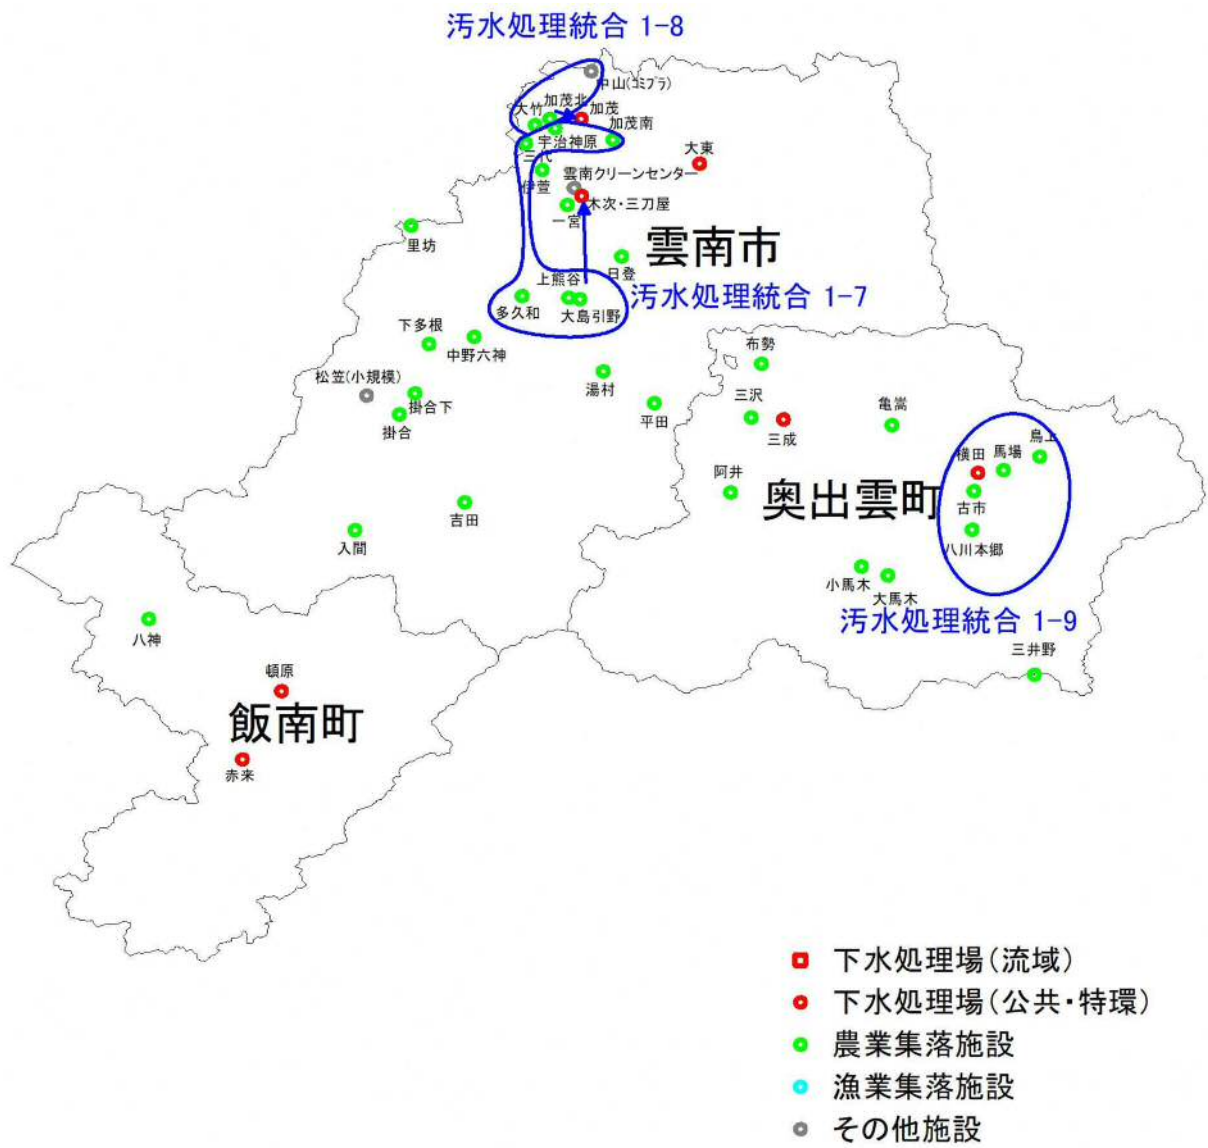 汚水処理統合 1-8
中山(コミプラ)
加茂北
大竹
加茂
加茂南
宇治神原
三代
大東
伊萱
雲南クリーンセンター
木次・三刀屋
一宮
里坊
雲南市
日登
上熊谷
汚水処理統合 1-7
多久和
大島引野
下多根
中野六神
布勢
松笠(小規模)
湯村
掛合下
三沢
亀嵩
平田
掛合
三成
鳥上
馬場
横田
阿井
奥出雲町
古市
吉田
入間
八川本郷
小馬木
大馬木
汚水処理統合 1-9
八神
三井野
頓原
飯南町
赤来
下水処理場(流域)
下水処理場(公共・特環)
農業集落施設
漁業集落施設
その他施設